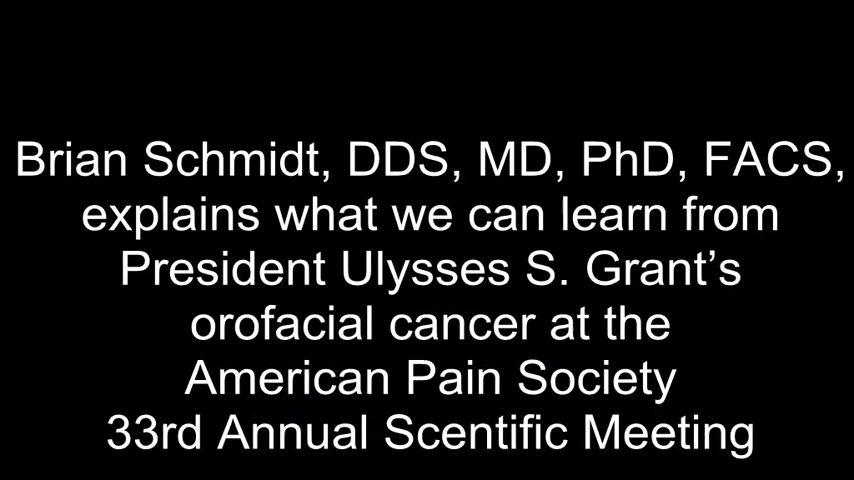 Brian Schmidt, DDS, MD, PhD, FACS,
explains what we can learn from
President Ulysses S. Grant’s
orofacial cancer at the
American Pain Society
33rd Annual Scentific Meeting